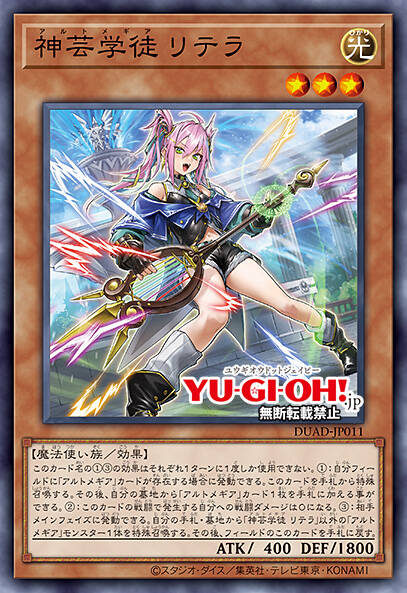 アルトメギア
神芸学徒 リテラ
ひかり
光
ユウギオウドットジェイピー
YU-GI-OH!.jp
無断転載禁止
DUAD-JP011
【魔法使い族／効果】
このカード名の①③の効果はそれぞれ1ターンに1度しか使用できない。①：自分フィー
ルドに「アルトメギア」カードが存在する場合に発動できる。このカードを手札から特殊
召喚する。その後、自分の墓地から「アルトメギア」カード１枚を手札に加える事が
できる。②：このカードの戦闘で発生する自分への戦闘ダメージは０になる。③：相手
メインフェイズに発動できる。自分の手札・墓地から「神芸学徒 リテラ」以外の「アル
トメギア」モンスター１体を特殊召喚する。その後、フィールドのこのカードを手札に戻す。
ATK/ 400 DEF/1800
©スタジオ・ダイス／集英社・テレビ東京・KONAMI